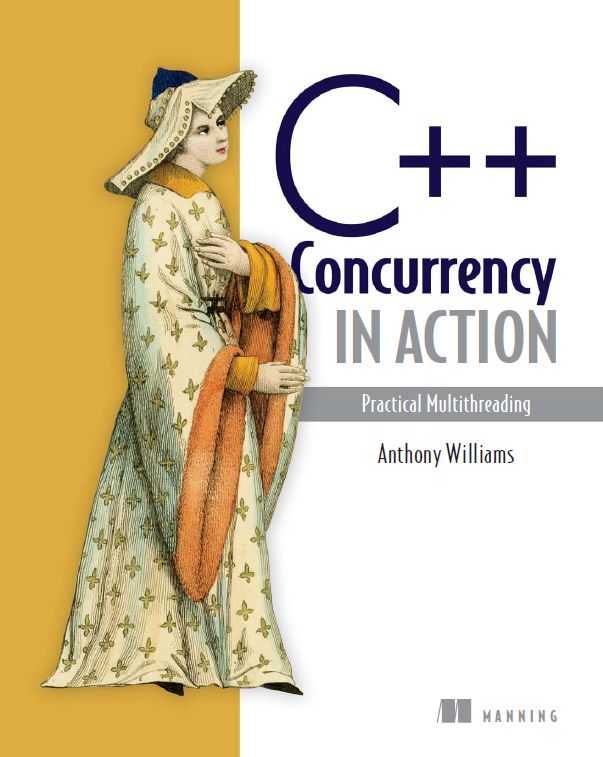 C++
Concurrency
IN ACTION
Practical Multithreading
Anthony Williams
MANNING